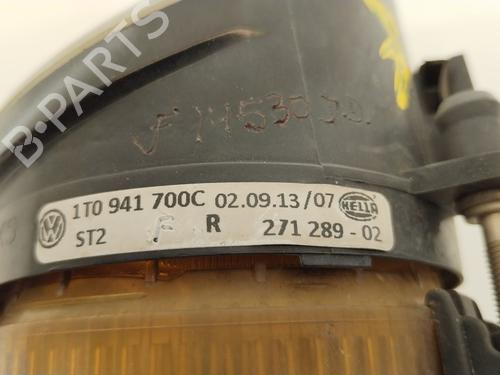 B-PARTS
1T0 941 700C 02.09.13/07 HELLA
ST2 F R 271 289-02